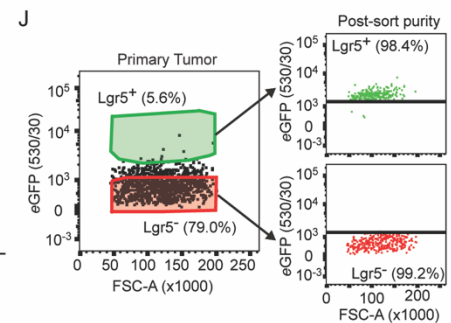 J
Primary Tumor
eGFP (530/30)
10⁵
10⁴
10³
0
10⁻³
Lgr5⁺ (5.6%)
Lgr5⁻ (79.0%)
0 50 100 150 200 250
FSC-A (x1000)
Post-sort purity
eGFP (530/30)
10⁵
10⁴
10³
0
10⁻³
Lgr5⁺ (98.4%)
eGFP (530/30)
10⁵
10⁴
10³
0
10⁻³
Lgr5⁻ (99.2%)
0 100 200
FSC-A (x1000)